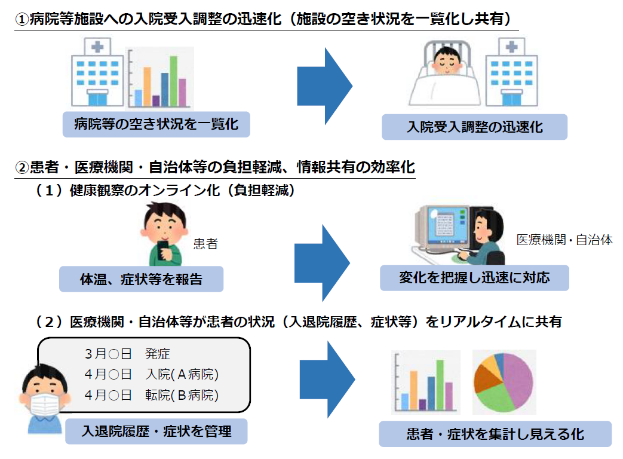 ①病院等施設への入院受入調整の迅速化（施設の空き状況を一覧化し共有）
病院等の空き状況を一覧化
入院受入調整の迅速化
②患者・医療機関・自治体等の負担軽減、情報共有の効率化
（１）健康観察のオンライン化（負担軽減）
患者
医療機関・自治体
体温、症状等を報告
変化を把握し迅速に対応
（２）医療機関・自治体等が患者の状況（入退院履歴、症状等）をリアルタイムに共有
３月〇日　発症
４月〇日　入院(Ａ病院)
４月〇日　転院(Ｂ病院)
入退院履歴・症状を管理
患者・症状を集計し見える化